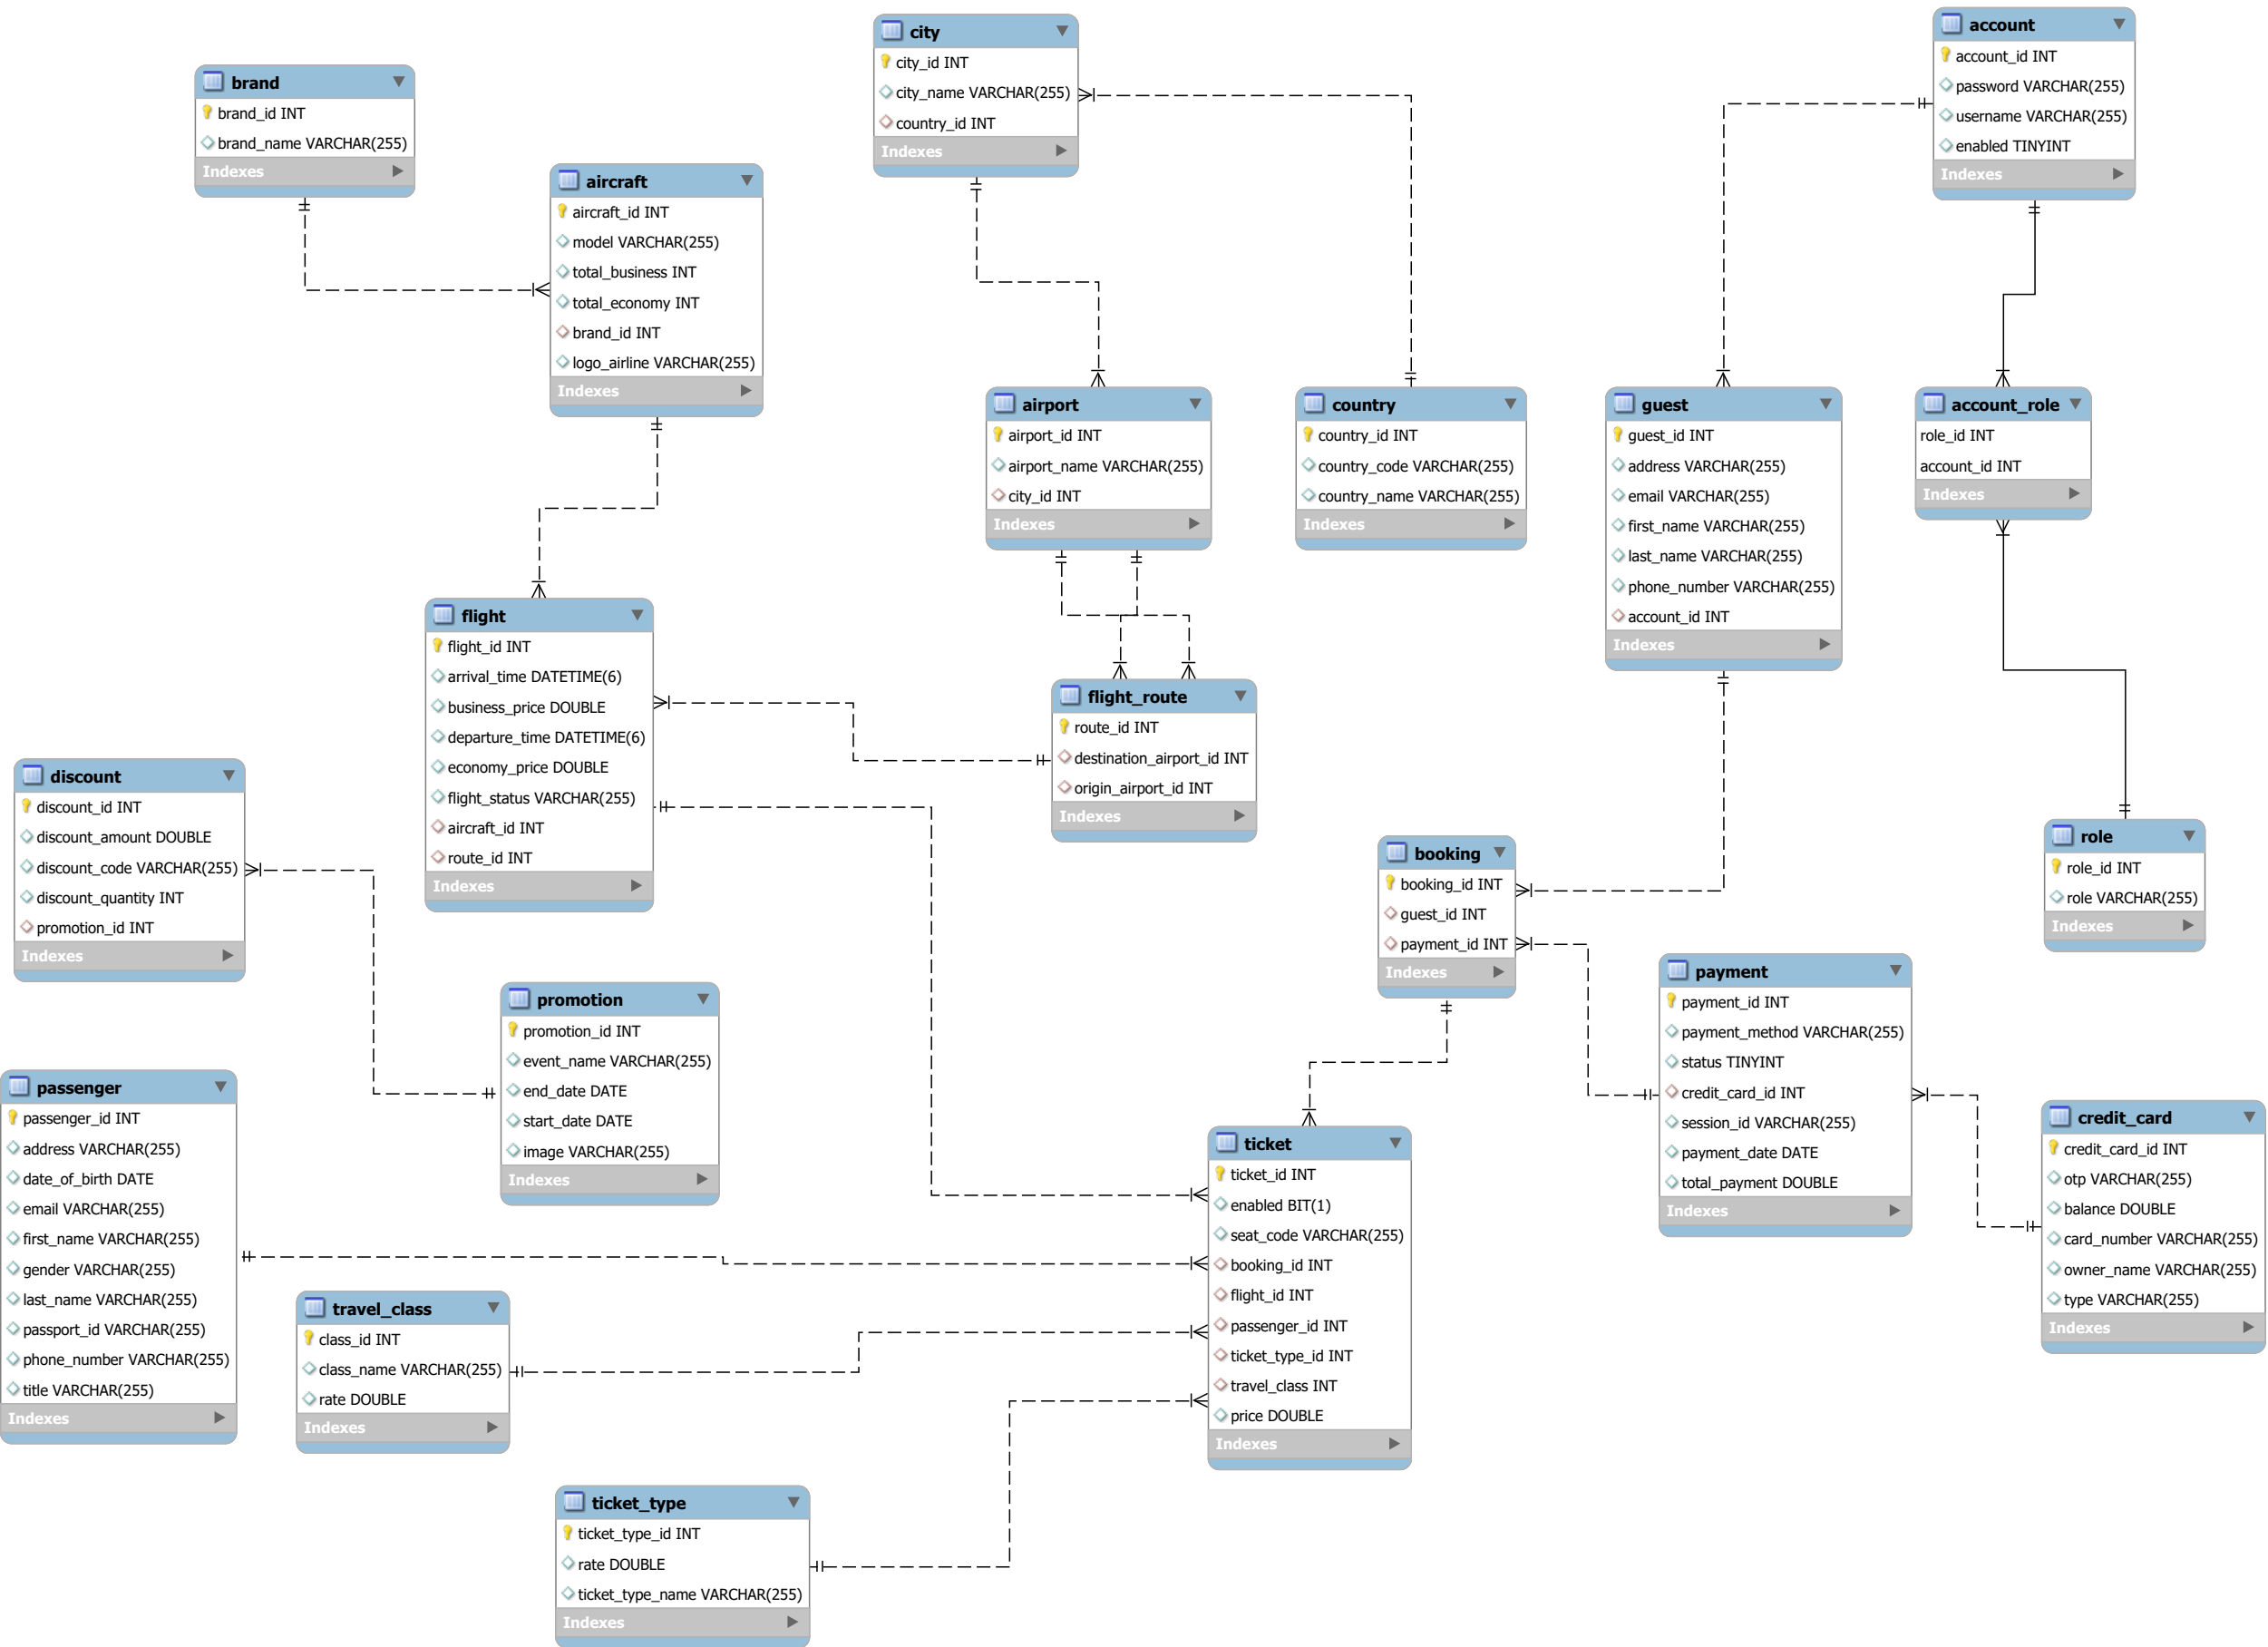 brand
brand_id INT
brand_name VARCHAR(255)
Indexes
aircraft
aircraft_id INT
model VARCHAR(255)
total_business INT
total_economy INT
brand_id INT
logo_airline VARCHAR(255)
Indexes
city
city_id INT
city_name VARCHAR(255)
country_id INT
Indexes
account
account_id INT
password VARCHAR(255)
username VARCHAR(255)
enabled TINYINT
Indexes
airport
airport_id INT
airport_name VARCHAR(255)
city_id INT
Indexes
country
country_id INT
country_code VARCHAR(255)
country_name VARCHAR(255)
Indexes
guest
guest_id INT
address VARCHAR(255)
email VARCHAR(255)
first_name VARCHAR(255)
last_name VARCHAR(255)
phone_number VARCHAR(255)
account_id INT
Indexes
account_role
role_id INT
account_id INT
Indexes
flight
flight_id INT
arrival_time DATETIME(6)
business_price DOUBLE
departure_time DATETIME(6)
economy_price DOUBLE
flight_status VARCHAR(255)
aircraft_id INT
route_id INT
Indexes
flight_route
route_id INT
destination_airport_id INT
origin_airport_id INT
Indexes
discount
discount_id INT
discount_amount DOUBLE
discount_code VARCHAR(255)
discount_quantity INT
promotion_id INT
Indexes
booking
booking_id INT
guest_id INT
payment_id INT
Indexes
role
role_id INT
role VARCHAR(255)
Indexes
promotion
promotion_id INT
event_name VARCHAR(255)
end_date DATE
start_date DATE
image VARCHAR(255)
Indexes
payment
payment_id INT
payment_method VARCHAR(255)
status TINYINT
credit_card_id INT
session_id VARCHAR(255)
payment_date DATE
total_payment DOUBLE
Indexes
passenger
passenger_id INT
address VARCHAR(255)
date_of_birth DATE
email VARCHAR(255)
first_name VARCHAR(255)
gender VARCHAR(255)
last_name VARCHAR(255)
passport_id VARCHAR(255)
phone_number VARCHAR(255)
title VARCHAR(255)
Indexes
ticket
ticket_id INT
enabled BIT(1)
seat_code VARCHAR(255)
booking_id INT
flight_id INT
passenger_id INT
ticket_type_id INT
travel_class INT
price DOUBLE
Indexes
credit_card
credit_card_id INT
otp VARCHAR(255)
balance DOUBLE
card_number VARCHAR(255)
owner_name VARCHAR(255)
type VARCHAR(255)
Indexes
travel_class
class_id INT
class_name VARCHAR(255)
rate DOUBLE
Indexes
ticket_type
ticket_type_id INT
rate DOUBLE
ticket_type_name VARCHAR(255)
Indexes